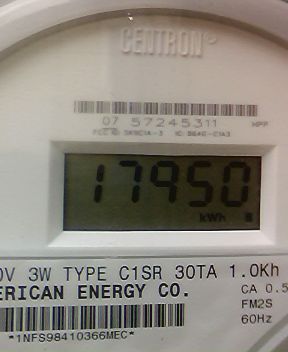 CENTRON®
07 57245311
17950
kWh
0V 3W TYPE C1SR 30TA 1.0Kh
ERICAN ENERGY CO. CA 0.5
FM2S
*1NFS98410366MEC* 60Hz